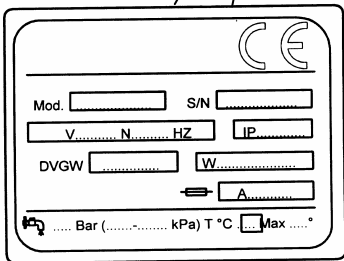 CE
Mod. .................... S/N ....................
V........... N......... HZ IP...........
DVGW ................ W......................
A............
..... Bar (.......-........ kPa) T °C .... Max .....°